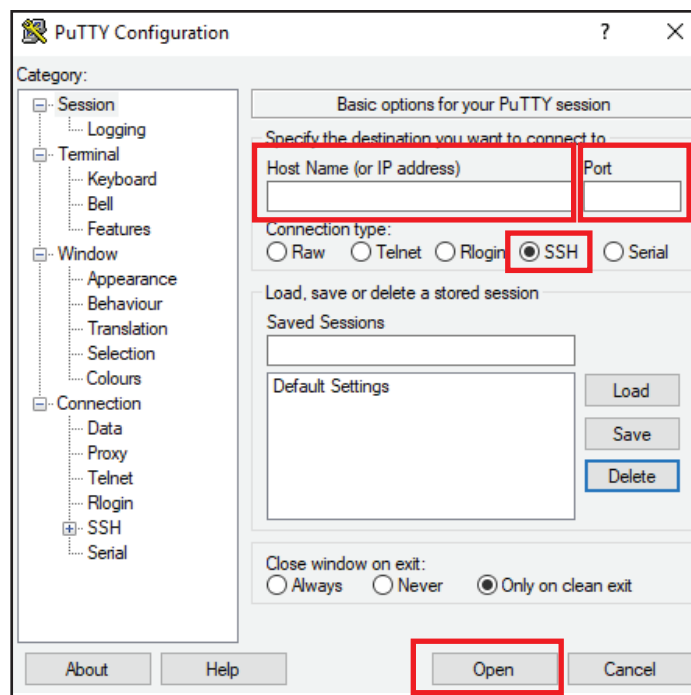 PuTTY Configuration
?
Category:
Session
Logging
Terminal
Keyboard
Bell
Features
Window
Appearance
Behaviour
Translation
Selection
Colours
Connection
Data
Proxy
Telnet
Rlogin
SSH
Serial
Basic options for your PuTTY session
Specify the destination you want to connect to
Host Name (or IP address) Port
Connection type:
Raw Telnet Rlogin SSH Serial
Load, save or delete a stored session
Saved Sessions
Default Settings
Load
Save
Delete
Close window on exit:
Always Never Only on clean exit
About Help Open Cancel